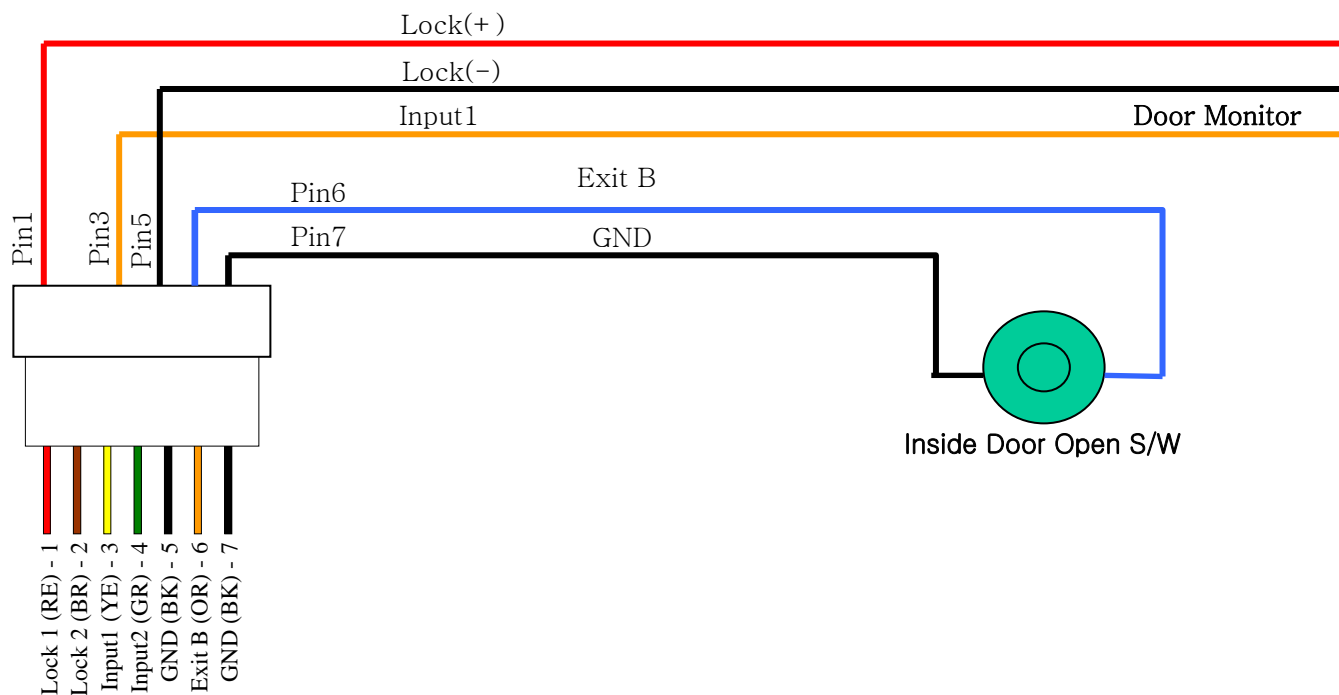 Lock(+)
Lock(-)
Input1
Door Monitor
Exit B
Pin6
Pin7
GND
Pin1
Pin3
Pin5
Inside Door Open S/W
Lock 1 (RE) - 1
Lock 2 (BR) - 2
Input1 (YE) - 3
Input2 (GR) - 4
GND (BK) - 5
Exit B (OR) - 6
GND (BK) - 7